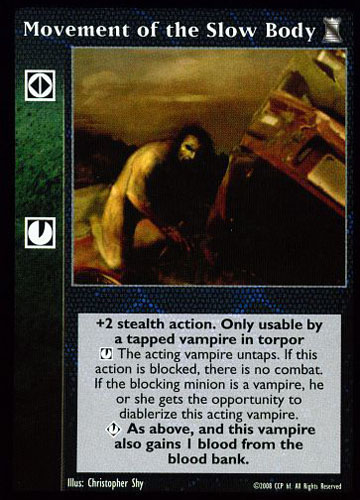 Movement of the Slow Body
+2 stealth action. Only usable by
a tapped vampire in torpor
The acting vampire untaps. If this
action is blocked, there is no combat.
If the blocking minion is a vampire, he
or she gets the opportunity to
diablerize this acting vampire.
As above, and this vampire
also gains 1 blood from the
blood bank.
Illus: Christopher Shy
©2008 CCP hf. All Rights Reserved